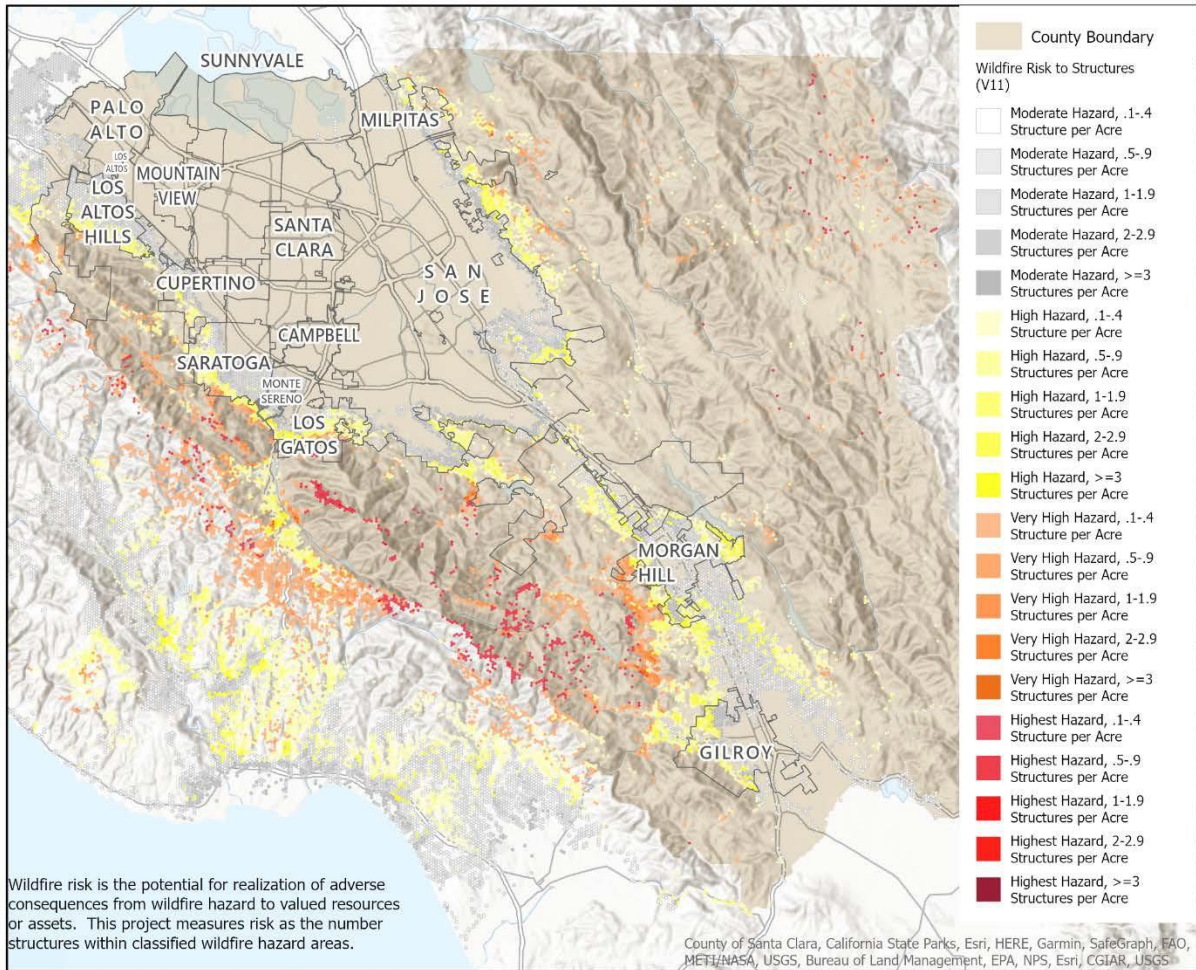 SUNNYVALE
PALO
ALTO
MILPITAS
LOS
ALTOS
MOUNTAIN
VIEW
LOS
ALTOS
HILLS
SANTA
CLARA
SAN
JOSE
CUPERTINO
CAMPBELL
SARATOGA
MONTE
SERENO
LOS
GATOS
MORGAN
HILL
GILROY
Wildfire risk is the potential for realization of adverse
consequences from wildfire hazard to valued resources
or assets. This project measures risk as the number
structures within classified wildfire hazard areas.
County Boundary
Wildfire Risk to Structures
(V11)
Moderate Hazard, .1-.4
Structure per Acre
Moderate Hazard, .5-.9
Structures per Acre
Moderate Hazard, 1-1.9
Structures per Acre
Moderate Hazard, 2-2.9
Structures per Acre
Moderate Hazard, >=3
Structures per Acre
High Hazard, .1-.4
Structure per Acre
High Hazard, .5-.9
Structures per Acre
High Hazard, 1-1.9
Structures per Acre
High Hazard, 2-2.9
Structures per Acre
High Hazard, >=3
Structures per Acre
Very High Hazard, .1-.4
Structure per Acre
Very High Hazard, .5-.9
Structures per Acre
Very High Hazard, 1-1.9
Structures per Acre
Very High Hazard, 2-2.9
Structures per Acre
Very High Hazard, >=3
Structures per Acre
Highest Hazard, .1-.4
Structure per Acre
Highest Hazard, .5-.9
Structures per Acre
Highest Hazard, 1-1.9
Structures per Acre
Highest Hazard, 2-2.9
Structures per Acre
Highest Hazard, >=3
Structures per Acre
County of Santa Clara, California State Parks, Esri, HERE, Garmin, SafeGraph, FAO,
METI/NASA, USGS, Bureau of Land Management, EPA, NPS, Esri, CGIAR, USGS